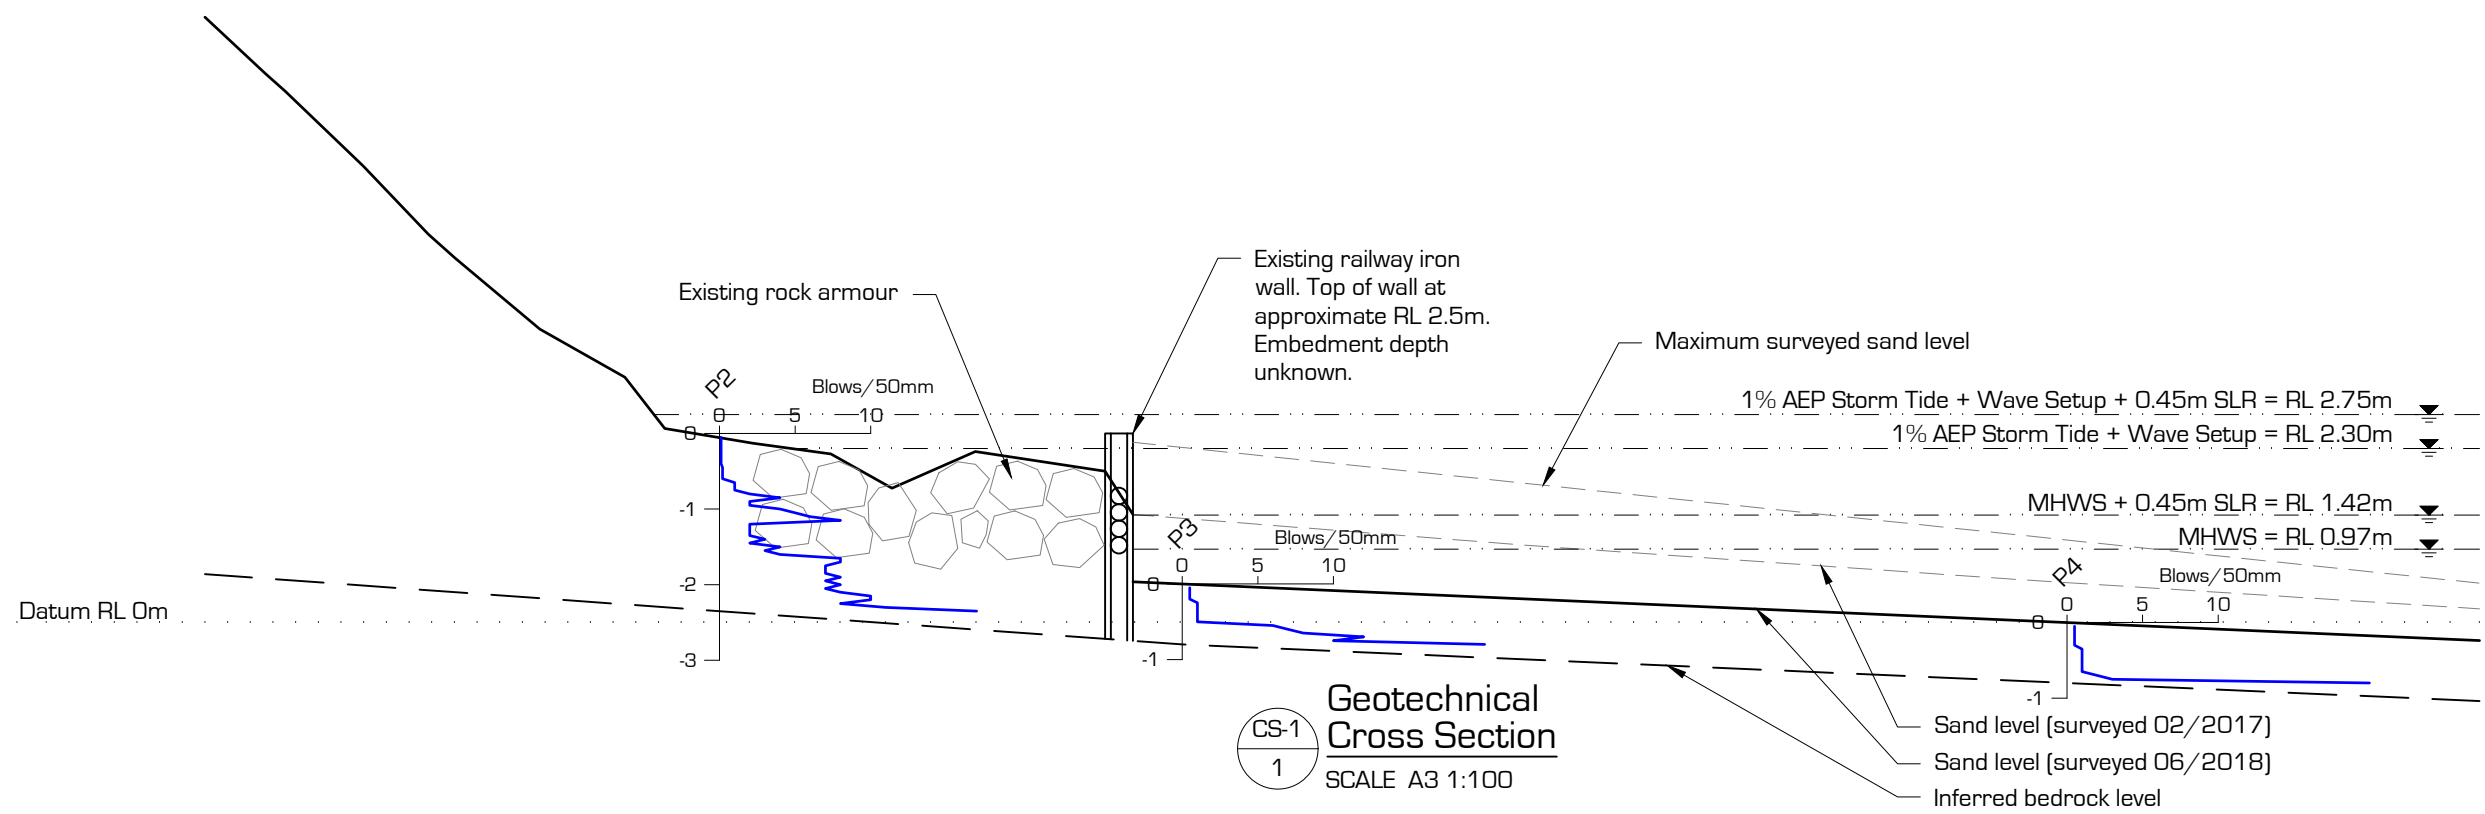 Existing railway iron
wall. Top of wall at
approximate RL 2.5m.
Embedment depth
unknown.
Existing rock armour
Maximum surveyed sand level
P2
Blows/50mm
0 5 10
0
-1
-2
-3
1% AEP Storm Tide + Wave Setup + 0.45m SLR = RL 2.75m
1% AEP Storm Tide + Wave Setup = RL 2.30m
MHWS + 0.45m SLR = RL 1.42m
MHWS = RL 0.97m
P3
Blows/50mm
0 5 10
0
-1
P4
Blows/50mm
0 5 10
0
-1
Datum RL 0m
CS-1
1
Geotechnical
Cross Section
SCALE A3 1:100
Sand level (surveyed 02/2017)
Sand level (surveyed 06/2018)
Inferred bedrock level